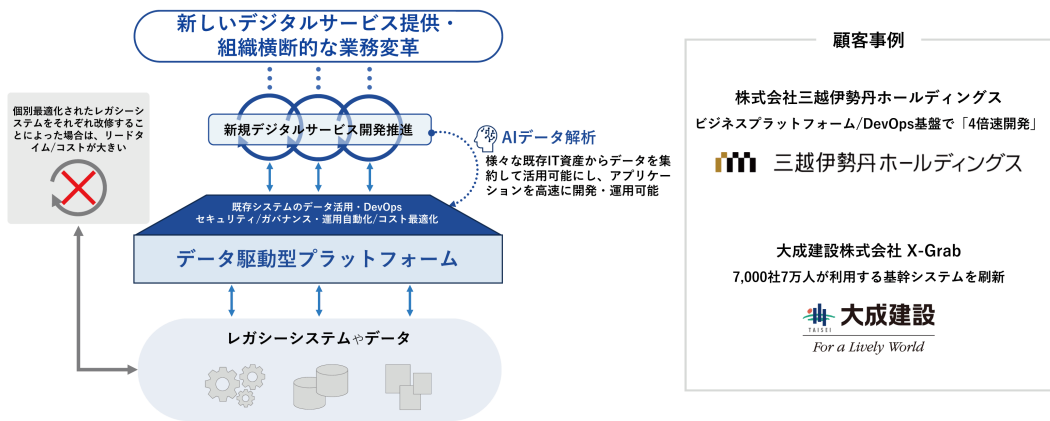 新しいデジタルサービス提供・
組織横断的な業務変革
個別最適化されたレガシーシ
ステムをそれぞれ改修するこ
とによった場合は、リードタ
イム/コストが大きい
新規デジタルサービス開発推進
AIデータ解析
様々な既存IT資産からデータを集
約して活用可能にし、アプリケー
ションを高速に開発・運用可能
既存システムのデータ活用・DevOps
セキュリティ/ガバナンス・運用自動化/コスト最適化
データ駆動型プラットフォーム
レガシーシステムやデータ
顧客事例
株式会社三越伊勢丹ホールディングス
ビジネスプラットフォーム/DevOps基盤で「4倍速開発」
三越伊勢丹ホールディングス
大成建設株式会社 X-Grab
7,000社7万人が利用する基幹システムを刷新
TAISEI
大成建設
For a Lively World